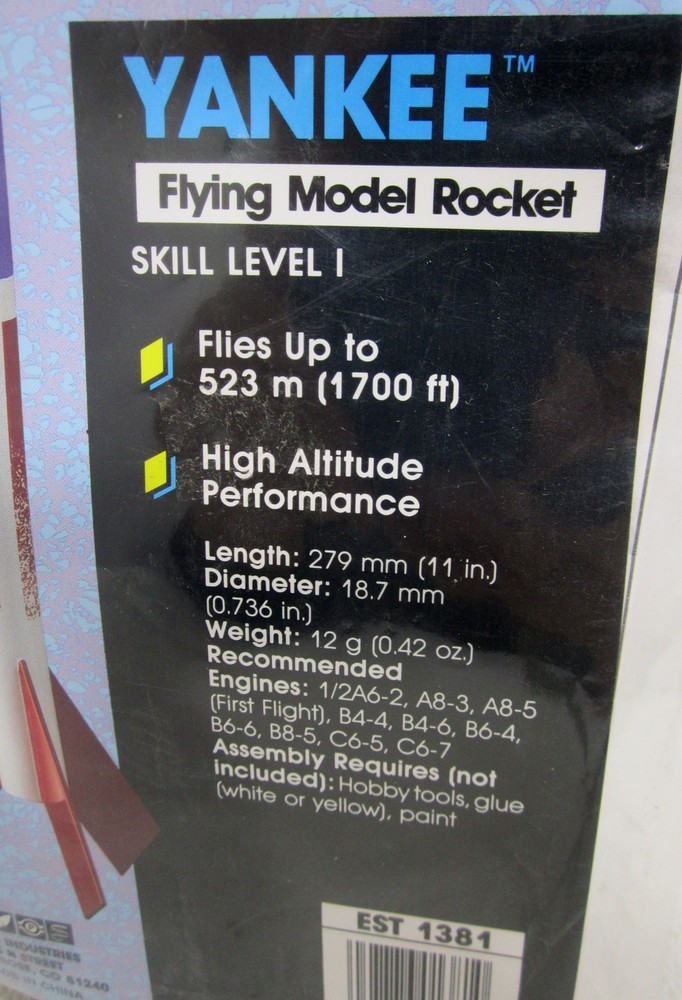 YANKEE™
Flying Model Rocket
SKILL LEVEL I
Flies Up to
523 m (1700 ft)
High Altitude
Performance
Length: 279 mm (11 in.)
Diameter: 18.7 mm
(0.736 in.)
Weight: 12 g (0.42 oz.)
Recommended
Engines: 1/2A6-2, A8-3, A8-5
(First Flight), B4-4, B4-6, B6-4,
B6-6, B8-5, C6-5, C6-7
Assembly Requires (not
included): Hobby tools, glue
(white or yellow), paint
EST 1381
INDUSTRIES
STREET
CO 81240
IN CHINA